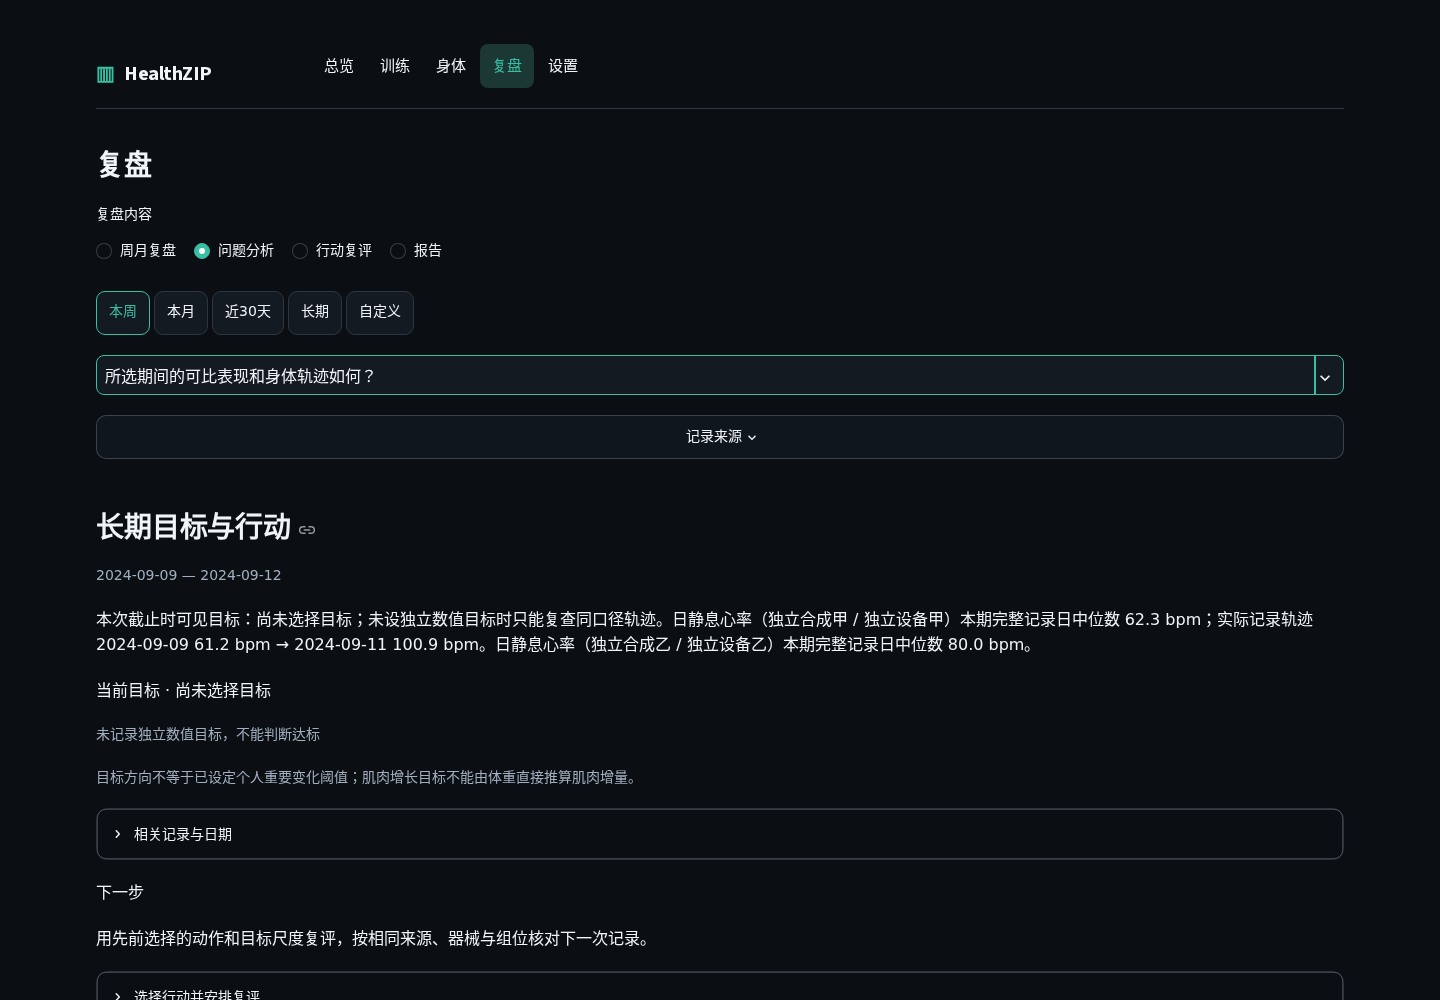 HealthZIP
总览 训练 身体 复盘 设置
复盘
复盘内容
周月复盘 问题分析 行动复评 报告
本周 本月 近30天 长期 自定义
所选期间的可比表现和身体轨迹如何？
记录来源
长期目标与行动
2024-09-09 — 2024-09-12
本次截止时可见目标：尚未选择目标；未设独立数值目标时只能复查同口径轨迹。日静息心率（独立合成甲 / 独立设备甲）本期完整记录日中位数 62.3 bpm；实际记录轨迹
2024-09-09 61.2 bpm → 2024-09-11 100.9 bpm。日静息心率（独立合成乙 / 独立设备乙）本期完整记录日中位数 80.0 bpm。
当前目标 · 尚未选择目标
未记录独立数值目标，不能判断达标
目标方向不等于已设定个人重要变化阈值；肌肉增长目标不能由体重直接推算肌肉增量。
相关记录与日期
下一步
用先前选择的动作和目标尺度复评，按相同来源、器械与组位核对下一次记录。
选择行动并安排复评